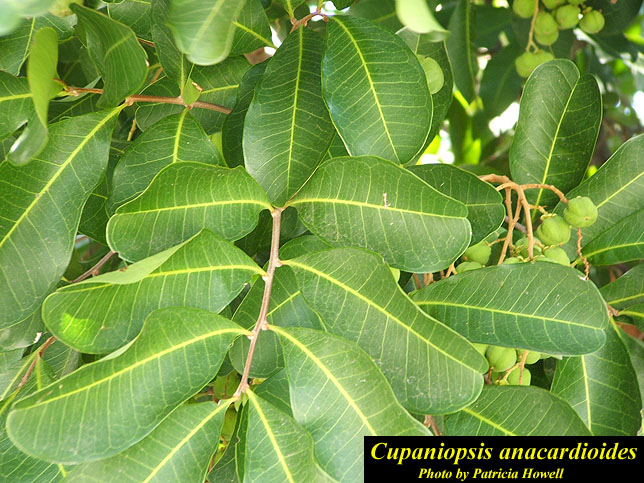 Cupaniopsis anacardioides
Photo by Patricia Howell